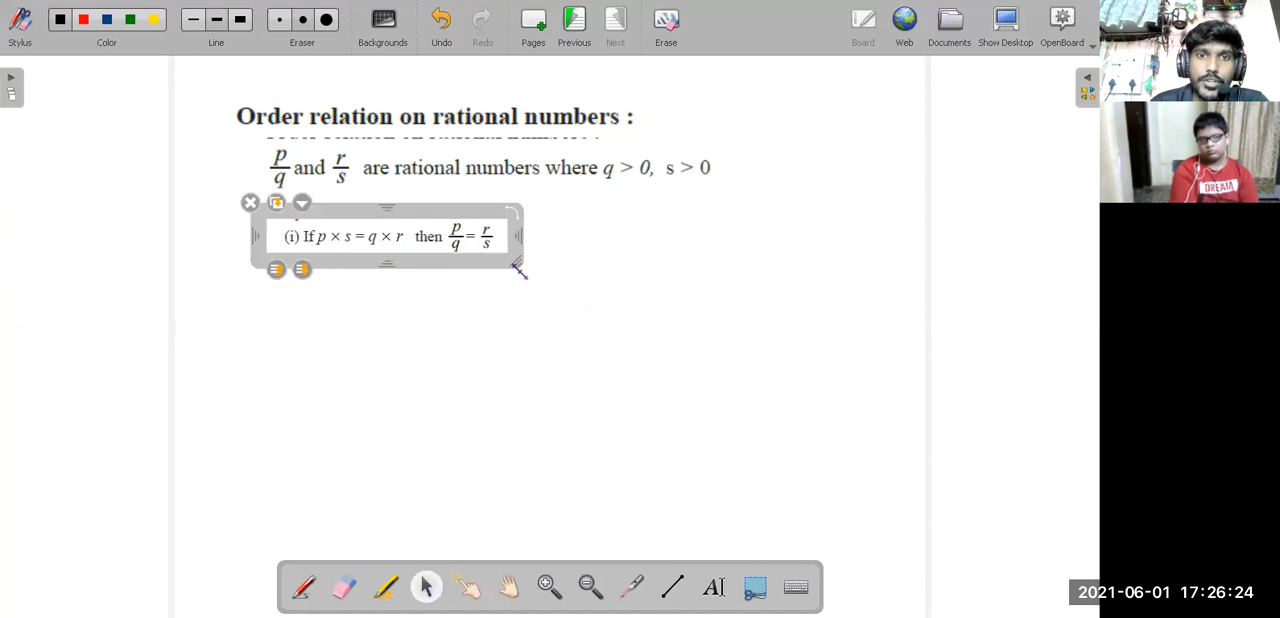 Stylus
Color
Line
Eraser
Backgrounds
Undo
Redo
Pages
Previous
Next
Erase
Board
Web
Documents
Show Desktop
OpenBoard
Order relation on rational numbers :
p/q and r/s are rational numbers where q > 0, s > 0
(i) If p × s = q × r then p/q = r/s
DREAM
2021-06-01 17:26:24